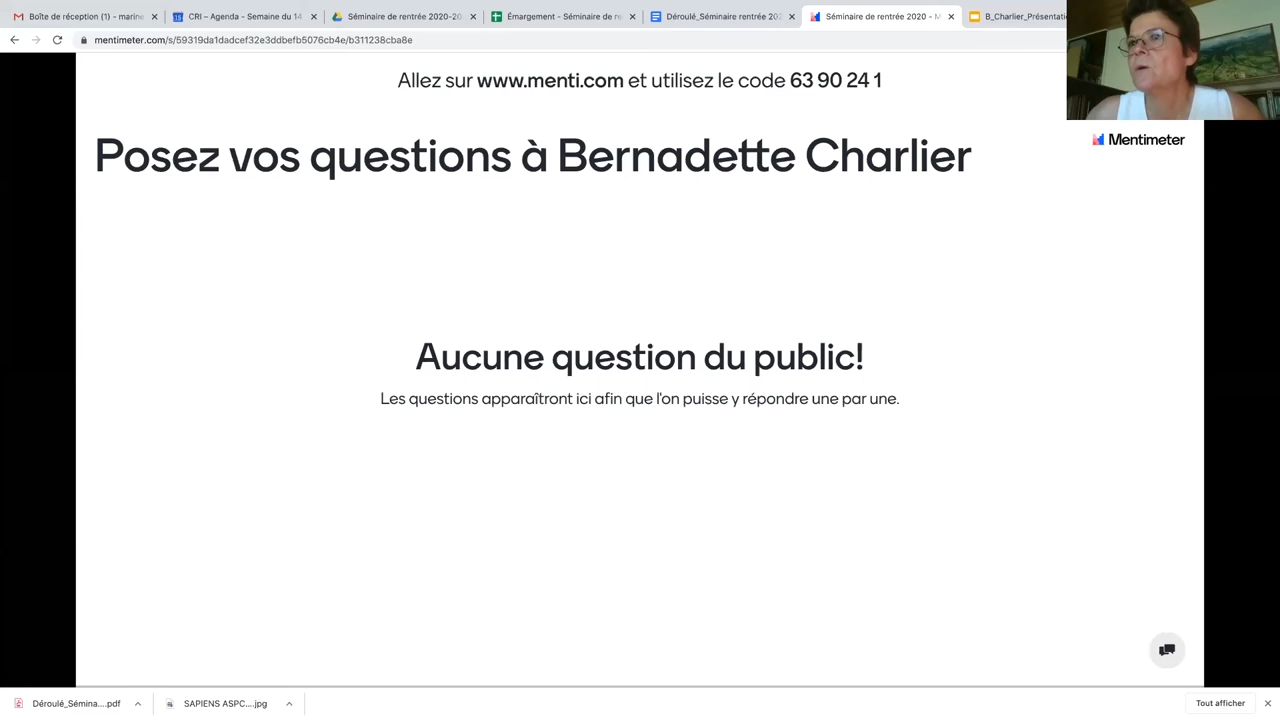 Boîte de réception (1) - marine
CRI – Agenda - Semaine du 14
Séminaire de rentrée 2020-20
Émargement - Séminaire de re
Déroulé_Séminaire rentrée 202
Séminaire de rentrée 2020 - M
B_Charlier_Présentatio
mentimeter.com/s/59319da1dadcef32e3ddbefb5076cb4e/b311238cba8e
Allez sur www.menti.com et utilisez le code 63 90 24 1
Mentimeter
Posez vos questions à Bernadette Charlier
Aucune question du public!
Les questions apparaîtront ici afin que l'on puisse y répondre une par une.
Déroulé_Sémina....pdf
SAPIENS ASPC....jpg
Tout afficher